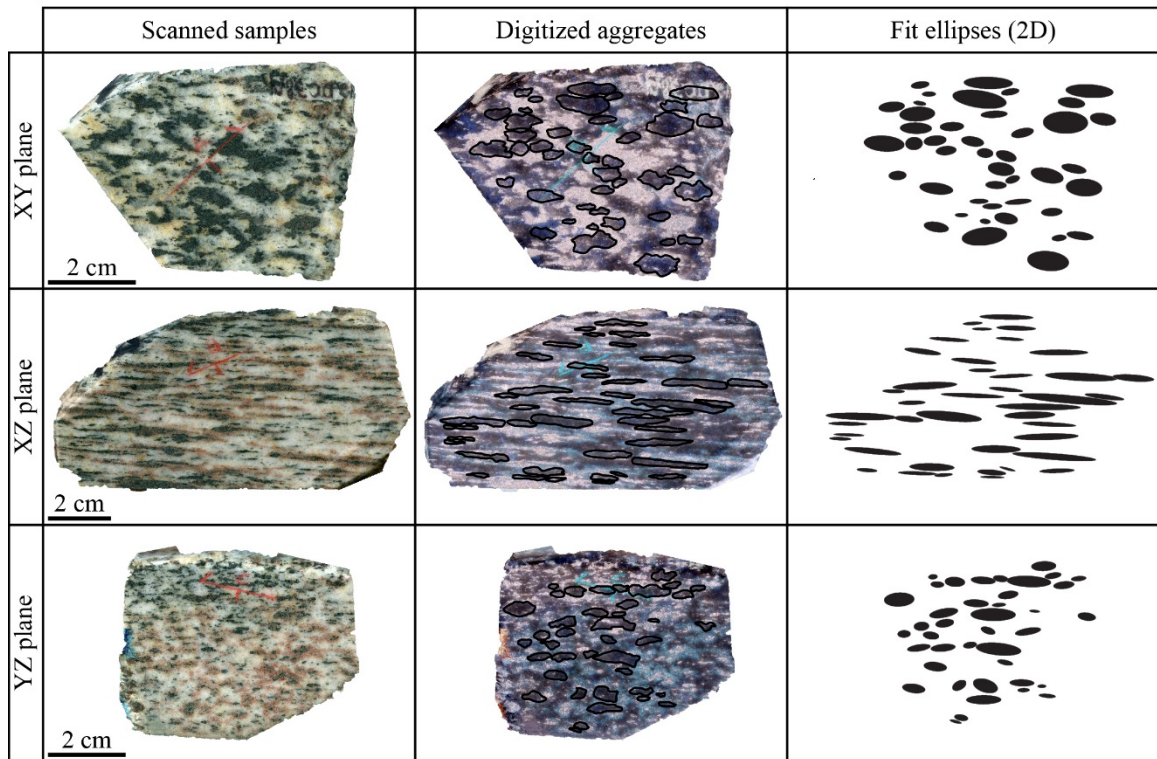 Scanned samples
Digitized aggregates
Fit ellipses (2D)
XY plane
2 cm
XZ plane
2 cm
YZ plane
2 cm